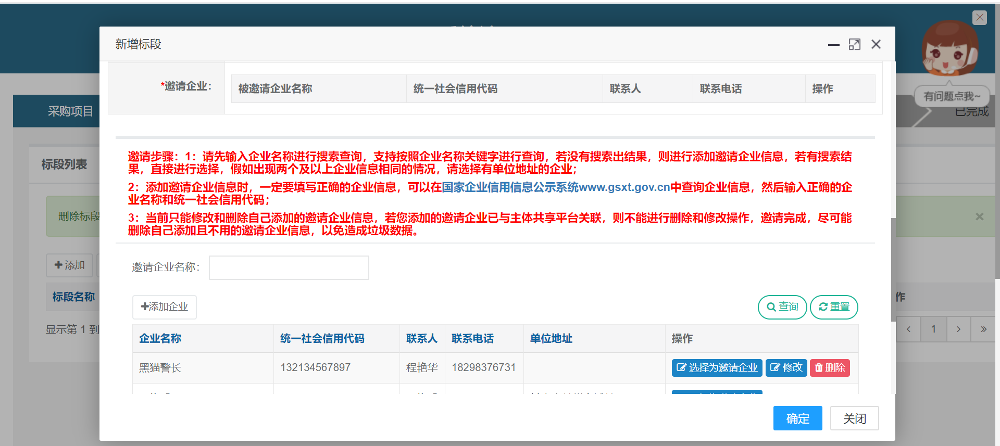 新增标段
有问题点我~
采购项目
已完成
*邀请企业：
被邀请企业名称 统一社会信用代码 联系人 联系电话 操作
标段列表
邀请步骤：1：请先输入企业名称进行搜索查询，支持按照企业名称关键字进行查询，若没有搜索出结果，则进行添加邀请企业信息，若有搜索结
果，直接进行选择，假如出现两个及以上企业信息相同的情况，请选择有单位地址的企业；
2：添加邀请企业信息时，一定要填写正确的企业信息，可以在国家企业信用信息公示系统www.gsxt.gov.cn中查询企业信息，然后输入正确的企
业名称和统一社会信用代码；
删除标段
3：当前只能修改和删除自己添加的邀请企业信息，若您添加的邀请企业已与主体共享平台关联，则不能进行删除和修改操作，邀请完成，尽可能
删除自己添加且不用的邀请企业信息，以免造成垃圾数据。
添加
邀请企业名称：
标段名称
作
添加企业
查询 重置
显示第 1 到
1
企业名称 统一社会信用代码 联系人 联系电话 单位地址 操作
黑猫警长 132134567897 程艳华 18298376731 选择为邀请企业 修改 删除
确定 关闭